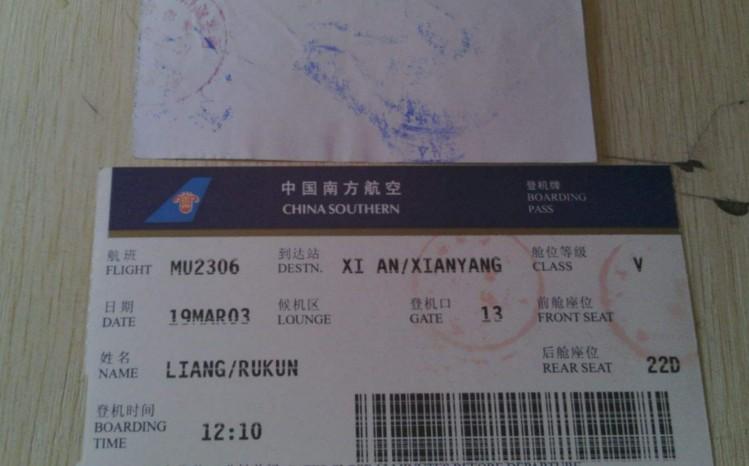 中国南方航空 登机牌
CHINA SOUTHERN BOARDING
PASS
航班 到达站 舱位等级
FLIGHT MU2306 DESTN. XI AN/XIANYANG CLASS V
日期 候机区 登机口 前舱座位
DATE 19MAR03 LOUNGE GATE 13 FRONT SEAT
姓名 后舱座位
NAME LIANG/RUKUN REAR SEAT 22D
登机时间
BOARDING
TIME 12:10
BEFORE DEPARTURE